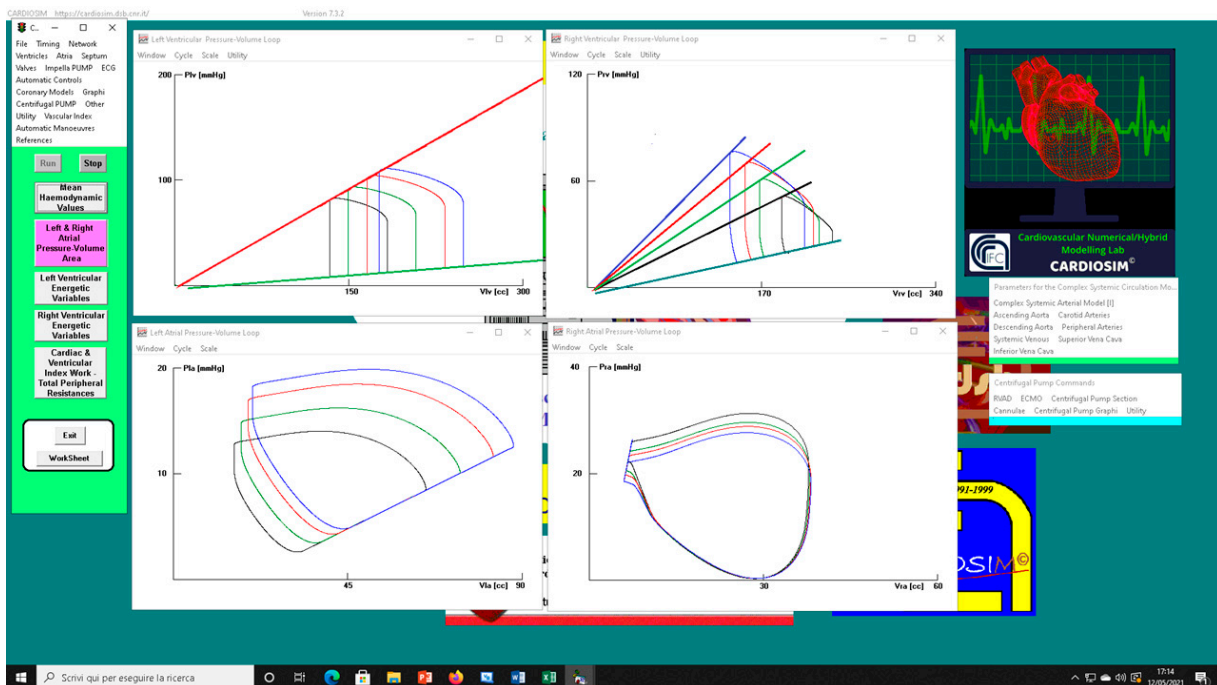 CARDIOSIM https://cardiosim.dsb.cnr.it/ Version 7.3.2
C..
File Timing Network
Ventricles Atria Septum
Valves Impella PUMP ECG
Automatic Controls
Coronary Models Graphi
Centrifugal PUMP Other
Utility Vascular Index
Automatic Manoeuvres
References
Run Stop
Mean
Haemodynamic
Values
Left & Right
Atrial
Pressure-Volume
Area
Left Ventricular
Energetic
Variables
Right Ventricular
Energetic
Variables
Cardiac &
Ventricular
Index Work -
Total Peripheral
Resistances
Exit
WorkSheet
Left Ventricular Pressure-Volume Loop
Window Cycle Scale Utility
200 Plv [mmHg]
100
150 Vlv [cc] 300
Right Ventricular Pressure-Volume Loop
Window Cycle Scale Utility
120 Prv [mmHg]
60
170 Vrv [cc] 340
Left Atrial Pressure-Volume Loop
Window Cycle Scale
20 Pla [mmHg]
10
45 Vla [cc] 90
Right Atrial Pressure-Volume Loop
Window Cycle Scale
40 Pra [mmHg]
20
30 Vra [cc] 60
IFC
Cardiovascular Numerical/Hybrid
Modelling Lab
CARDIOSIM©
Parameters for the Complex Systemic Circulation Mo...
Complex Systemic Arterial Model [I]
Ascending Aorta Carotid Arteries
Descending Aorta Peripheral Arteries
Systemic Venous Superior Vena Cava
Inferior Vena Cava
Centrifugal Pump Commands
RVAD ECMO Centrifugal Pump Section
Cannulae Centrifugal Pump Graphi Utility
991-1999
OSIM©
Scrivi qui per eseguire la ricerca
17:14
12/05/2021